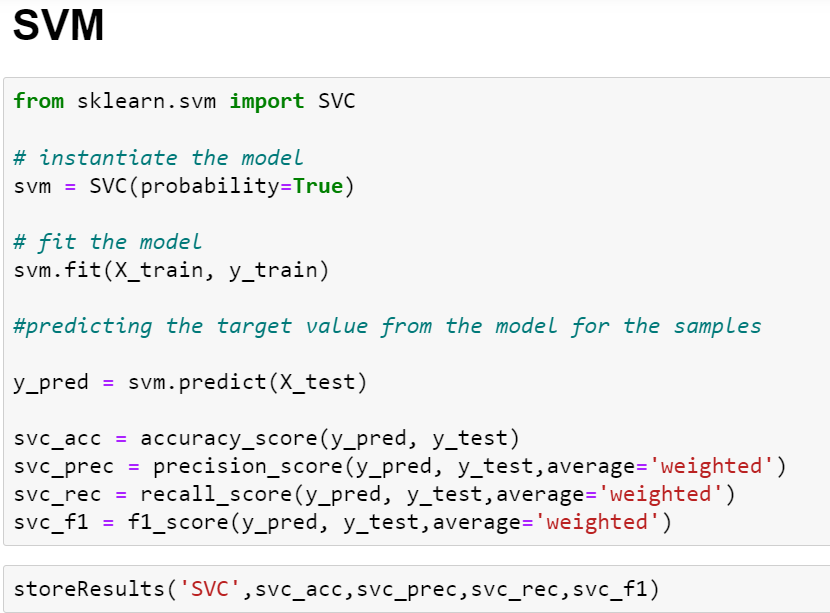 SVM
from sklearn.svm import SVC
# instantiate the model
svm = SVC(probability=True)
# fit the model
svm.fit(X_train, y_train)
#predicting the target value from the model for the samples
y_pred = svm.predict(X_test)
svc_acc = accuracy_score(y_pred, y_test)
svc_prec = precision_score(y_pred, y_test,average='weighted')
svc_rec = recall_score(y_pred, y_test,average='weighted')
svc_f1 = f1_score(y_pred, y_test,average='weighted')
storeResults('SVC',svc_acc,svc_prec,svc_rec,svc_f1)